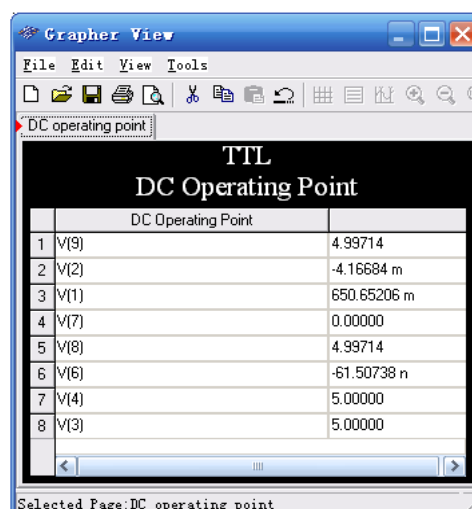 Grapher View
File Edit View Tools
DC operating point
TTL
DC Operating Point
DC Operating Point
1 V(9) 4.99714
2 V(2) -4.16684 m
3 V(1) 650.65206 m
4 V(7) 0.00000
5 V(8) 4.99714
6 V(6) -61.50738 n
7 V(4) 5.00000
8 V(3) 5.00000
Selected Page:DC operating point